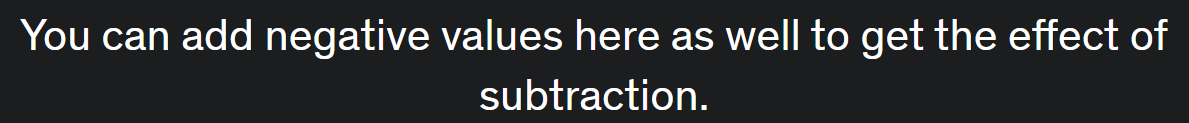 You can add negative values here as well to get the effect of
subtraction.